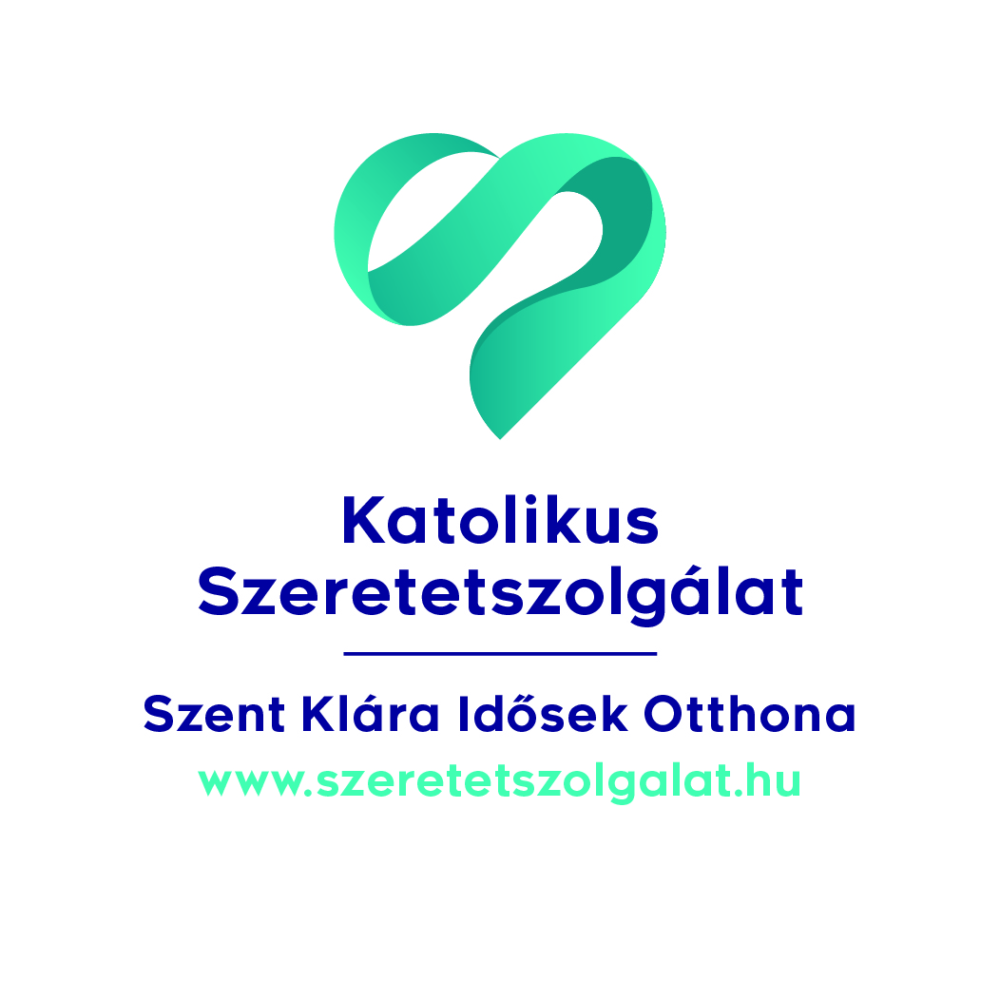 Katolikus
Szeretetszolgálat
Szent Klára Idősek Otthona
www.szeretetszolgalat.hu